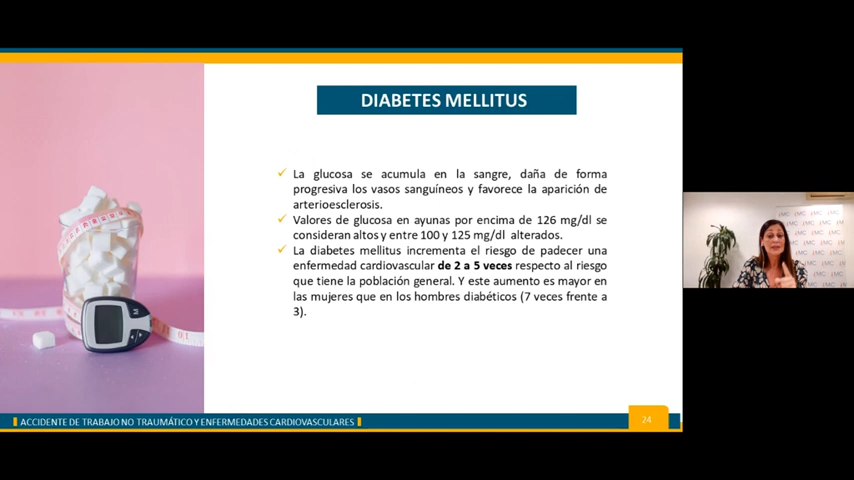 DIABETES MELLITUS
La glucosa se acumula en la sangre, daña de forma
progresiva los vasos sanguíneos y favorece la aparición de
arterioesclerosis.
Valores de glucosa en ayunas por encima de 126 mg/dl se
consideran altos y entre 100 y 125 mg/dl alterados.
La diabetes mellitus incrementa el riesgo de padecer una
enfermedad cardiovascular de 2 a 5 veces respecto al riesgo
que tiene la población general. Y este aumento es mayor en
las mujeres que en los hombres diabéticos (7 veces frente a
3).
ACCIDENTE DE TRABAJO NO TRAUMÁTICO Y ENFERMEDADES CARDIOVASCULARES
24